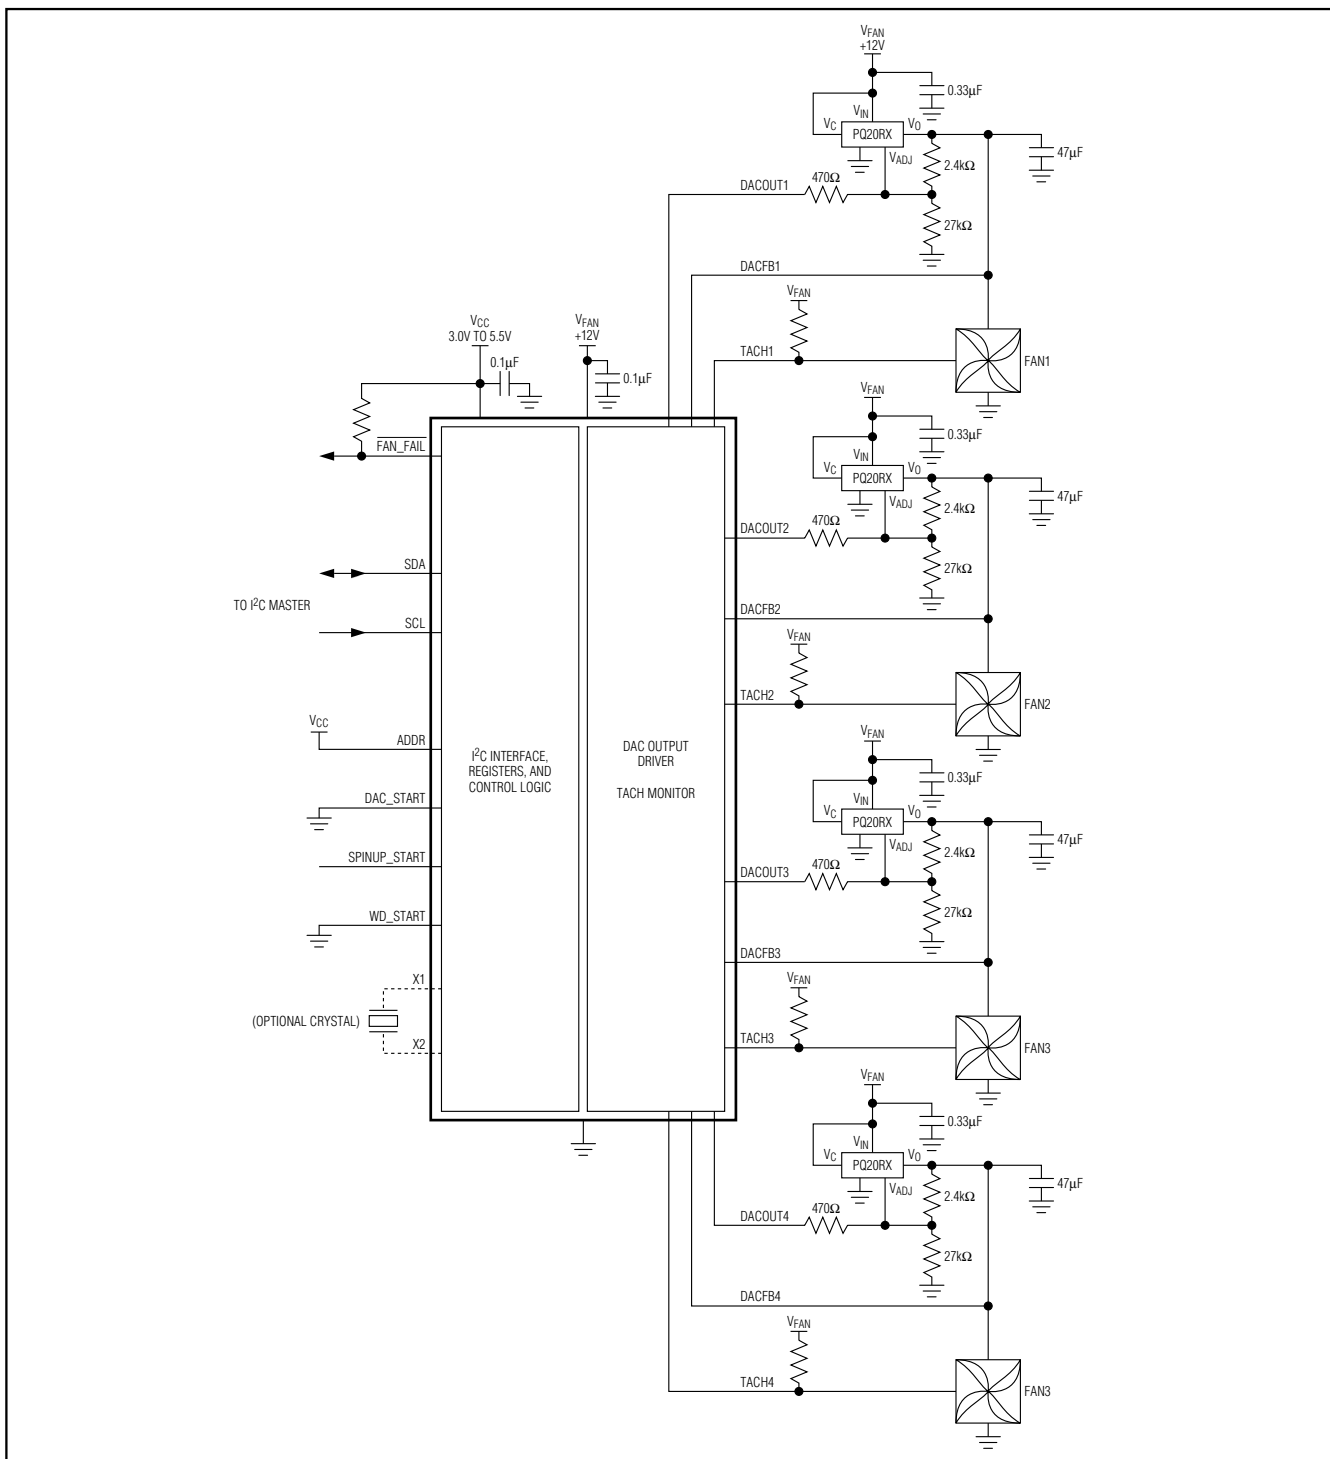 VFAN
+12V
0.33µF
VIN
VC
PQ20RX
VO
47µF
VADJ
2.4kΩ
470Ω
DACOUT1
27kΩ
DACFB1
VFAN
TACH1
FAN1
VCC
3.0V TO 5.5V
0.1µF
VFAN
+12V
0.1µF
FAN_FAIL
VFAN
0.33µF
VIN
VC
PQ20RX
VO
47µF
VADJ
2.4kΩ
470Ω
DACOUT2
27kΩ
SDA
TO I²C MASTER
SCL
DACFB2
VFAN
TACH2
FAN2
VCC
ADDR
I²C INTERFACE,
REGISTERS, AND
CONTROL LOGIC
DAC OUTPUT
DRIVER
TACH MONITOR
DAC_START
SPINUP_START
WD_START
X1
(OPTIONAL CRYSTAL)
X2
VFAN
0.33µF
VIN
VC
PQ20RX
VO
47µF
VADJ
2.4kΩ
470Ω
DACOUT3
27kΩ
DACFB3
VFAN
TACH3
FAN3
VFAN
0.33µF
VIN
VC
PQ20RX
VO
47µF
VADJ
2.4kΩ
470Ω
DACOUT4
27kΩ
DACFB4
VFAN
TACH4
FAN3